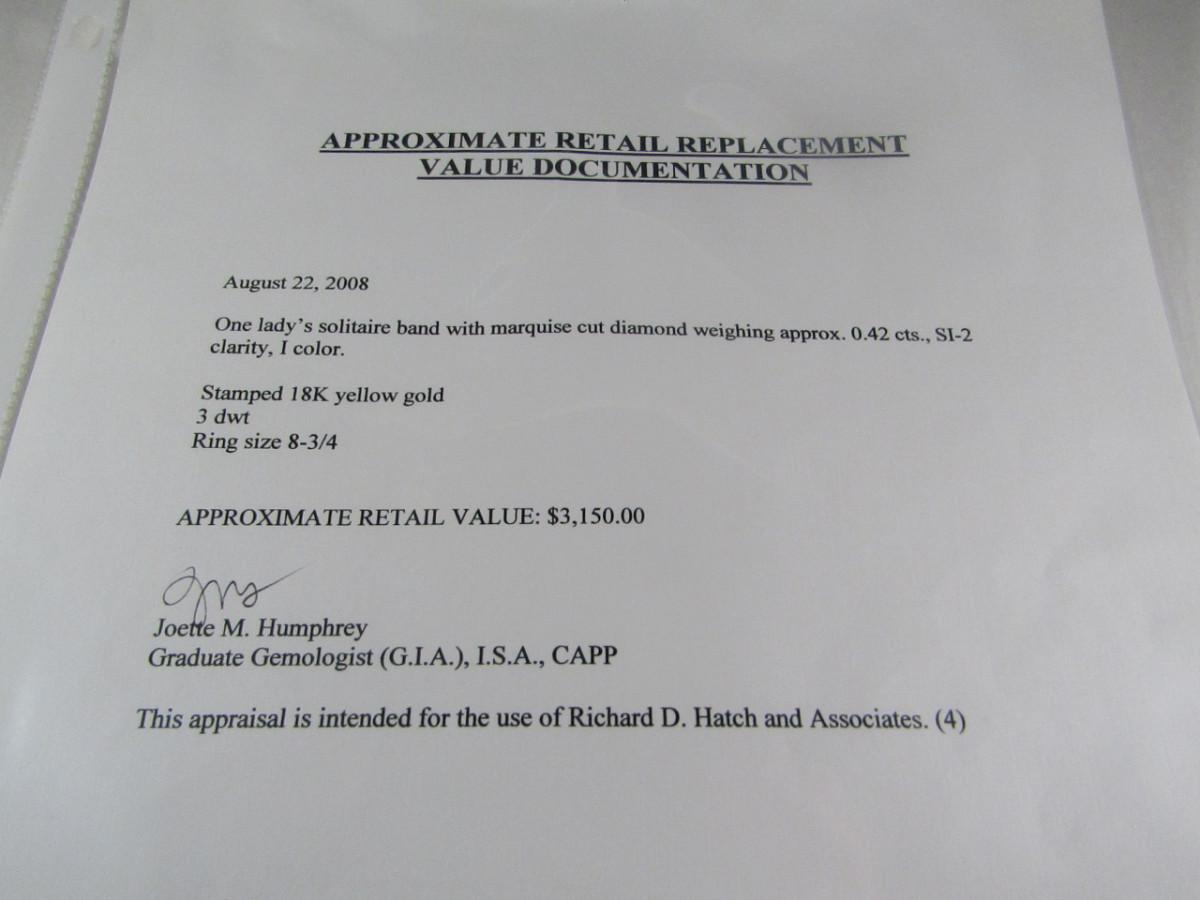 APPROXIMATE RETAIL REPLACEMENT
VALUE DOCUMENTATION
August 22, 2008
One lady's solitaire band with marquise cut diamond weighing approx. 0.42 cts., SI-2
clarity, I color.
Stamped 18K yellow gold
3 dwt
Ring size 8-3/4
APPROXIMATE RETAIL VALUE: $3,150.00
Joette M. Humphrey
Graduate Gemologist (G.I.A.), I.S.A., CAPP
This appraisal is intended for the use of Richard D. Hatch and Associates. (4)